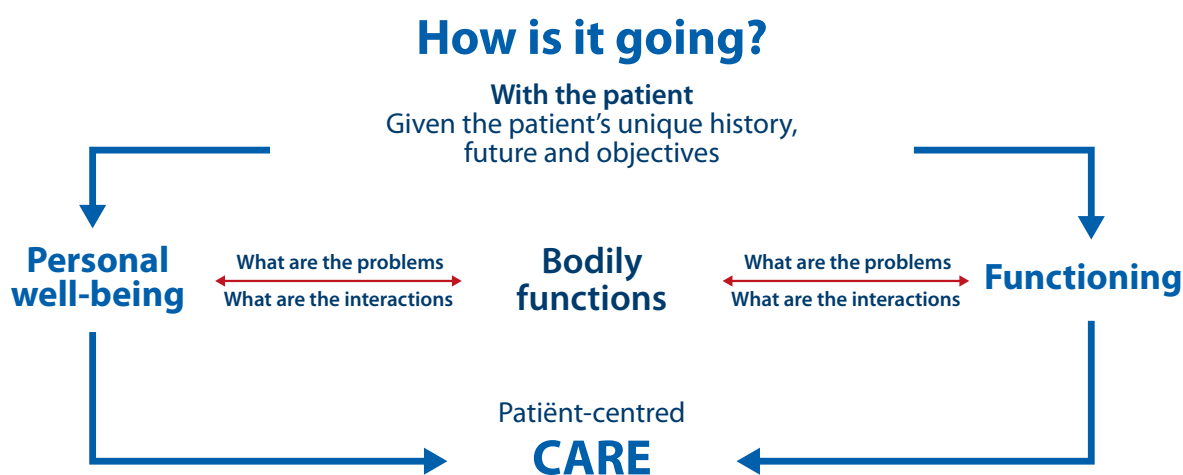 How is it going?
With the patient
Given the patient's unique history,
future and objectives
Personal
well-being
What are the problems
What are the interactions
Bodily
functions
What are the problems
What are the interactions
Functioning
Patiënt-centred
CARE